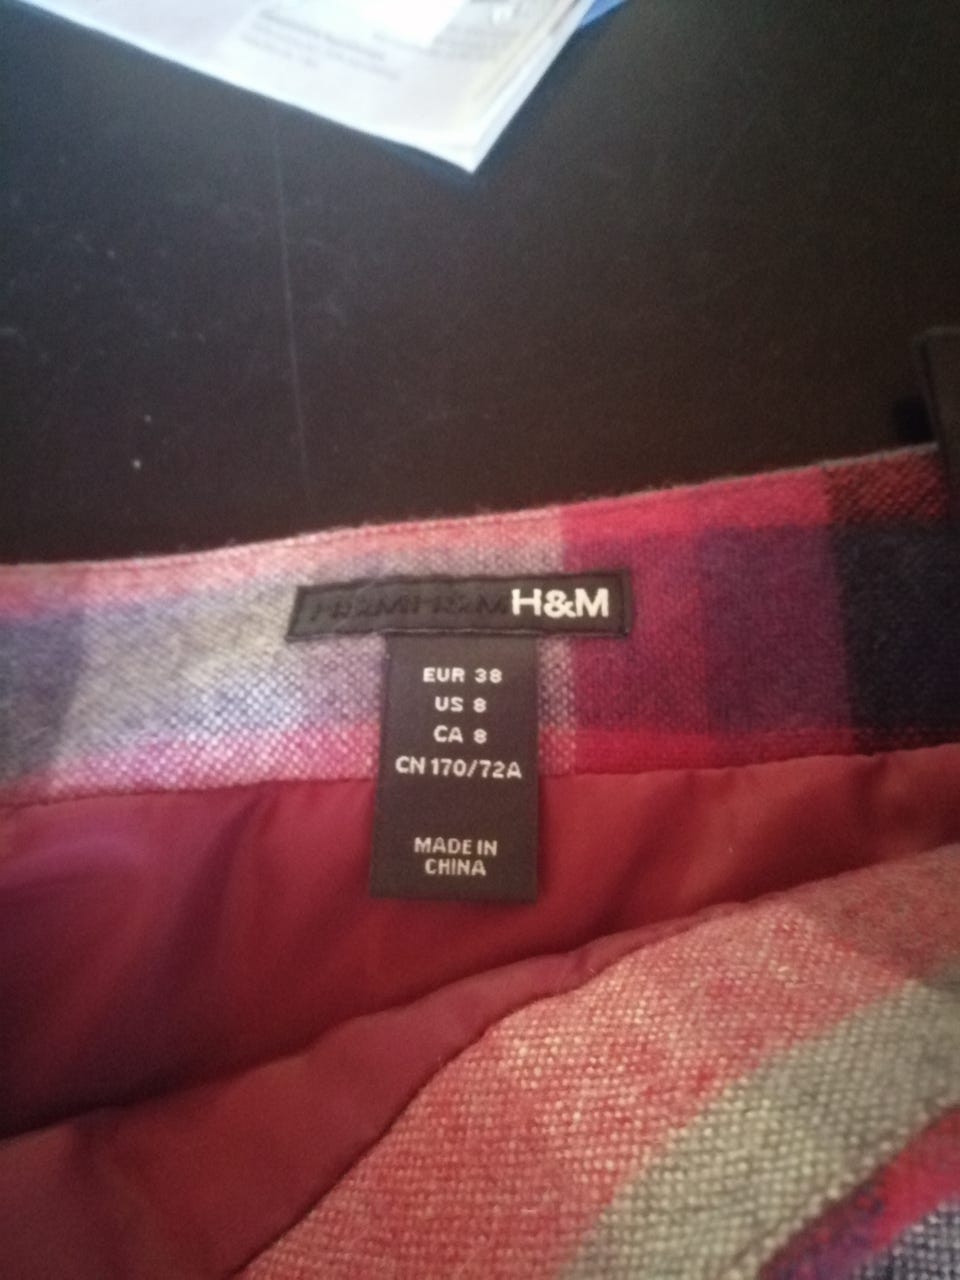 H&M
EUR 38
US 8
CA 8
CN 170/72A
MADE IN
CHINA